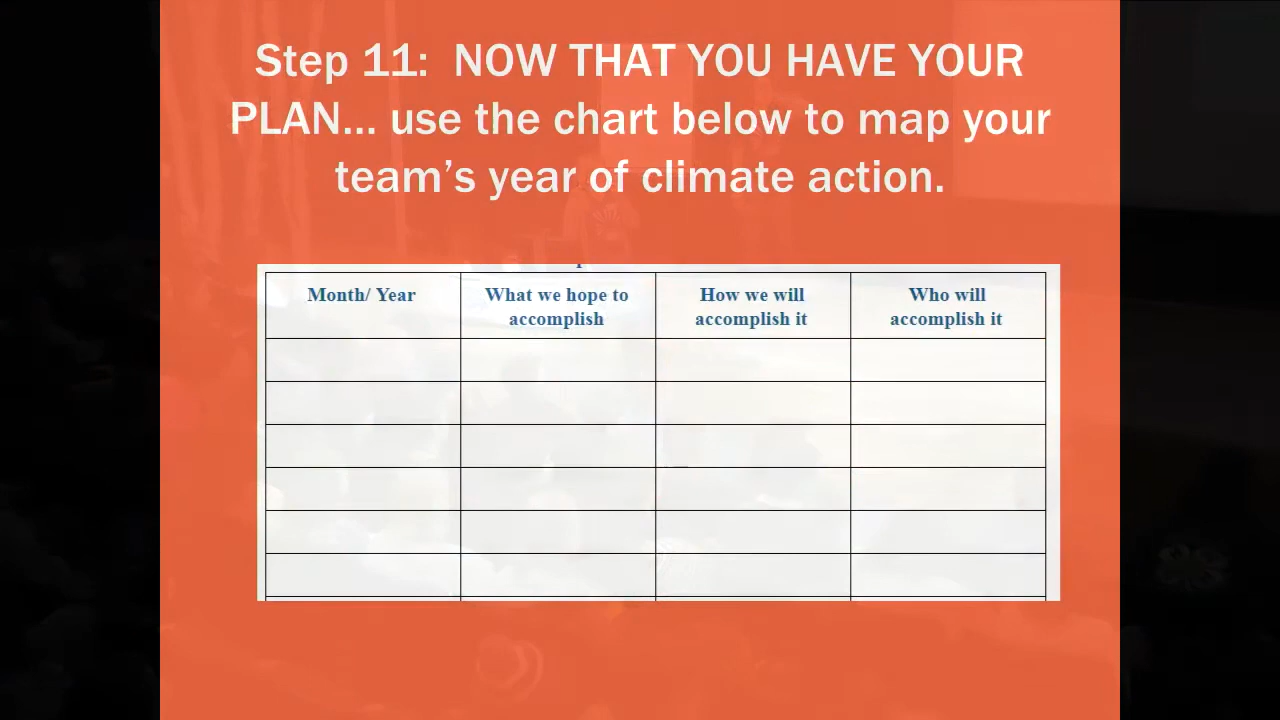 Step 11:  NOW THAT YOU HAVE YOUR
PLAN... use the chart below to map your
team's year of climate action.
Month/ Year
What we hope to
accomplish
How we will
accomplish it
Who will
accomplish it